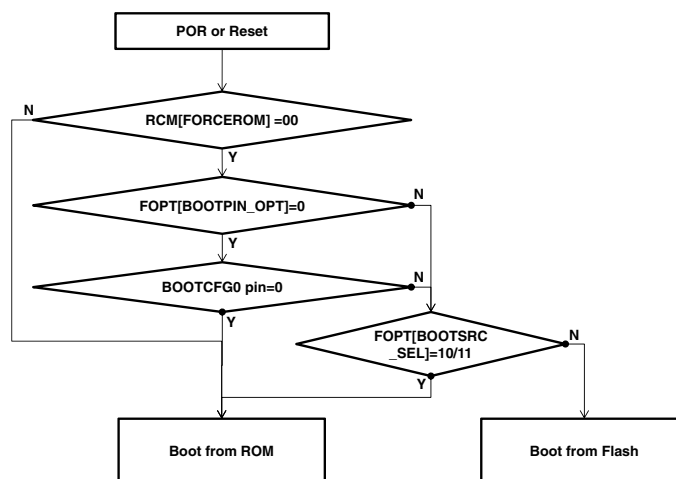 POR or Reset
N
RCM[FORCEROM] =00
Y
FOPT[BOOTPIN_OPT]=0
N
Y
BOOTCFG0 pin=0
N
Y
FOPT[BOOTSRC
_SEL]=10/11
N
Y
Boot from ROM
Boot from Flash